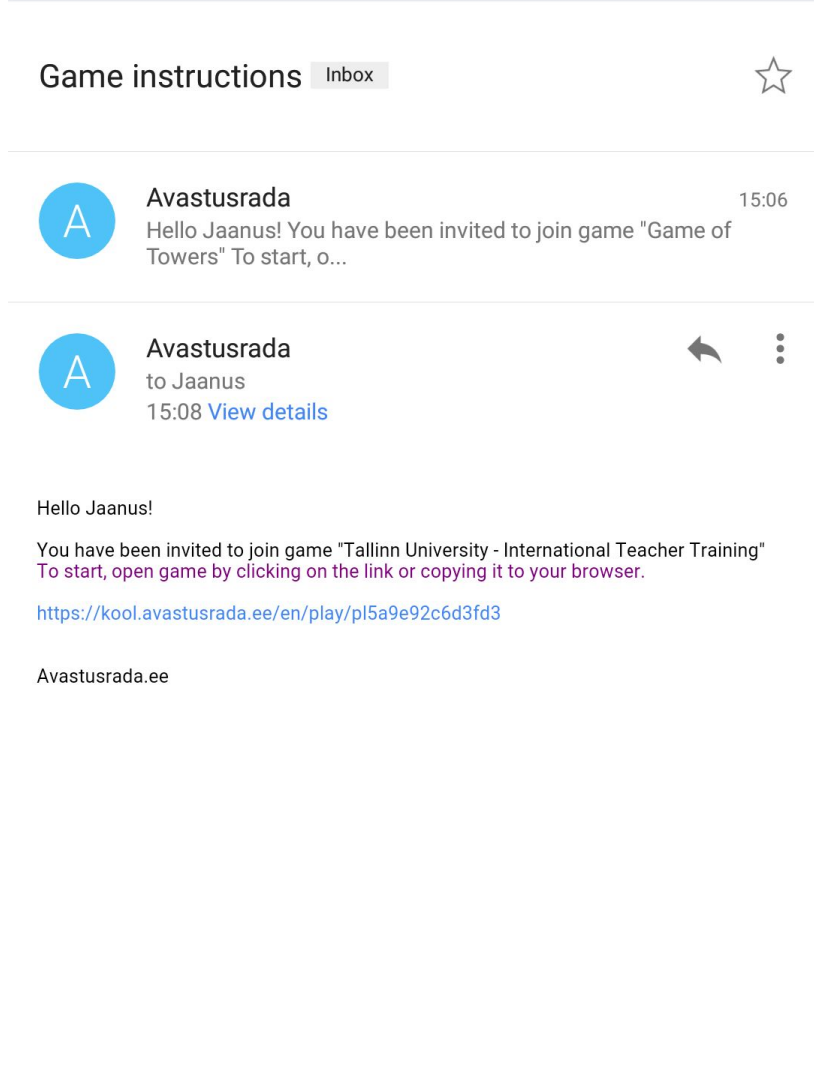 Game instructions Inbox
A
Avastusrada 15:06
Hello Jaanus! You have been invited to join game "Game of
Towers" To start, o...
A
Avastusrada
to Jaanus
15:08 View details
Hello Jaanus!
You have been invited to join game "Tallinn University - International Teacher Training"
To start, open game by clicking on the link or copying it to your browser.
https://kool.avastusrada.ee/en/play/pl5a9e92c6d3fd3
Avastusrada.ee